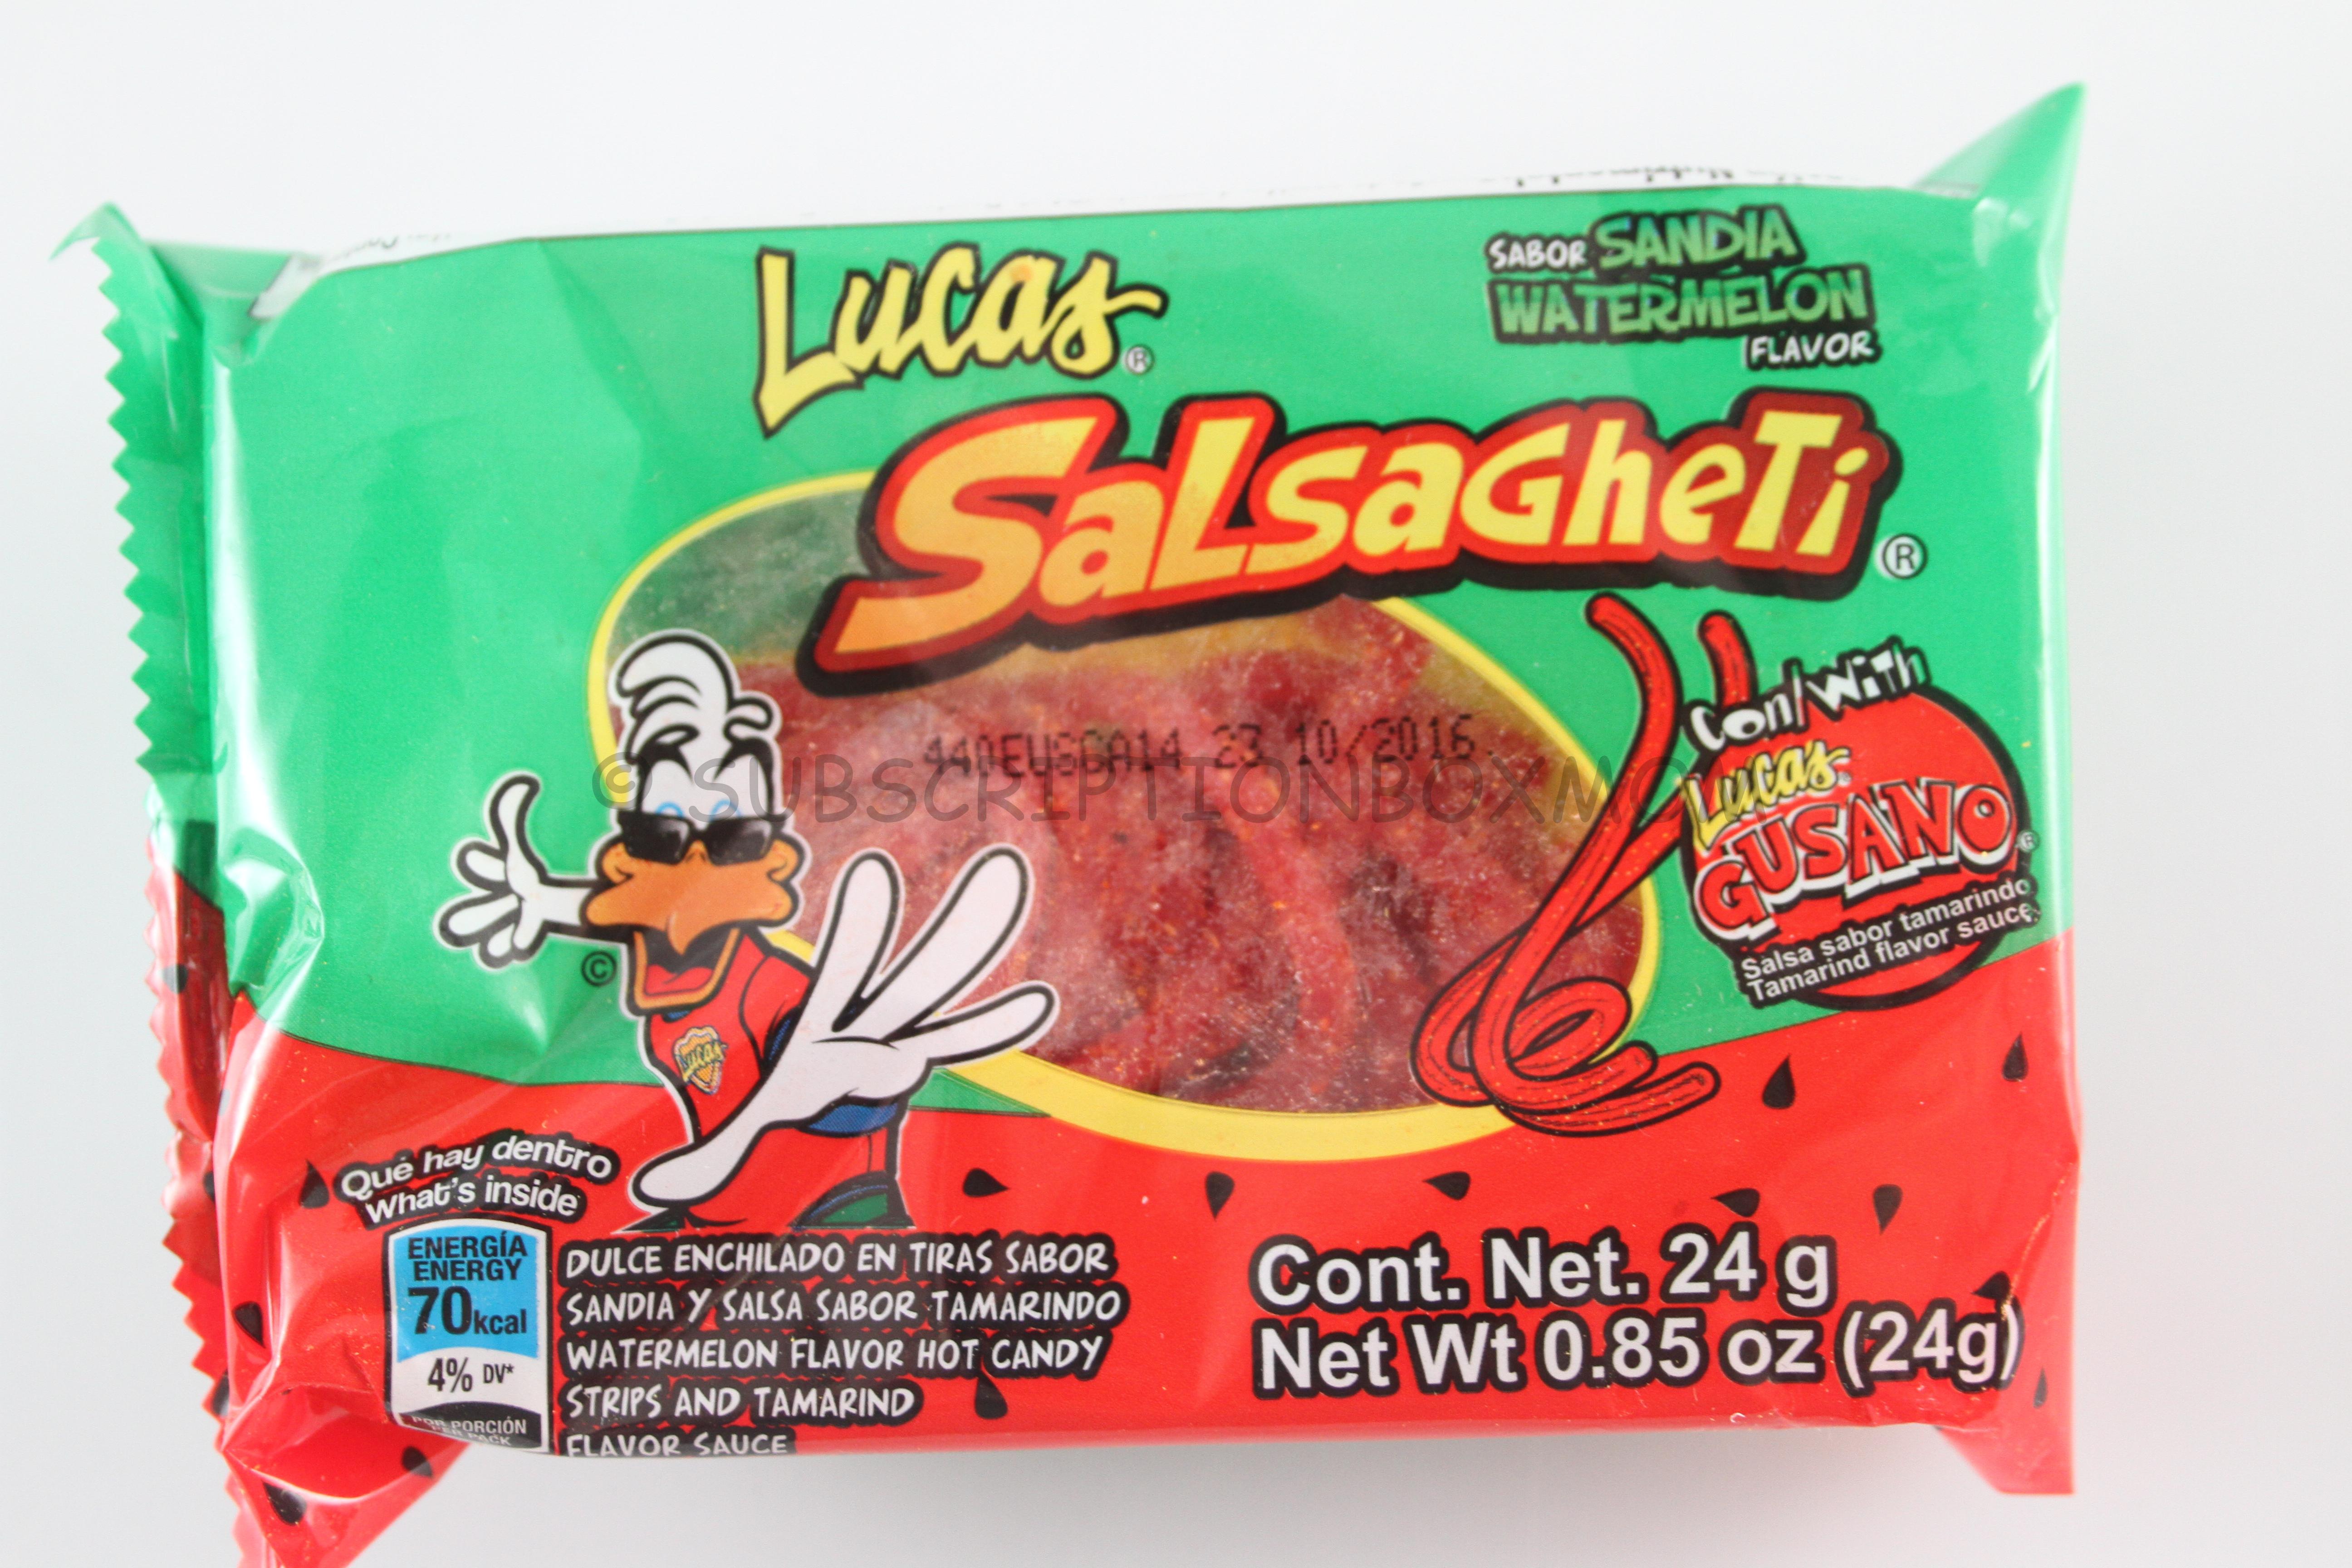 Lucas®
SABOR SANDIA
WATERMELON
FLAVOR
SALSAGHETI®
Con/With
Lucas®
GUSANO®
Salsa sabor tamarindo
Tamarind flavor sauce
23 10/2016
© SUBSCRIPTIONBOXMO
©
Lucas
Qué hay dentro
What's inside
ENERGÍA
ENERGY
70kcal
4% DV*
POR PORCIÓN
PER PACK
DULCE ENCHILADO EN TIRAS SABOR
SANDIA Y SALSA SABOR TAMARINDO
WATERMELON FLAVOR HOT CANDY
STRIPS AND TAMARIND
FLAVOR SAUCE
Cont. Net. 24 g
Net Wt 0.85 oz (24g)